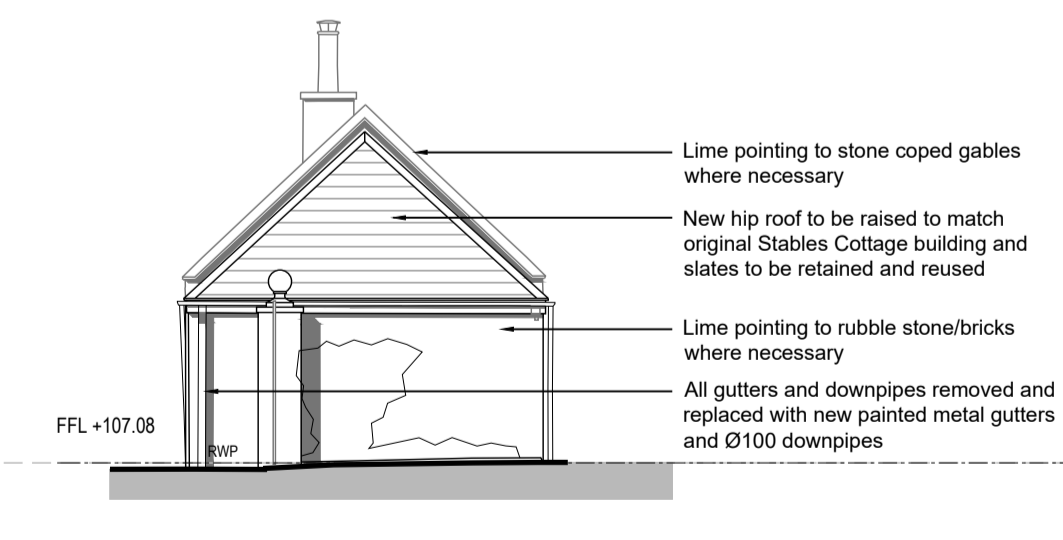 Lime pointing to stone coped gables
where necessary
New hip roof to be raised to match
original Stables Cottage building and
slates to be retained and reused
Lime pointing to rubble stone/bricks
where necessary
All gutters and downpipes removed and
replaced with new painted metal gutters
and Ø100 downpipes
FFL +107.08
RWP